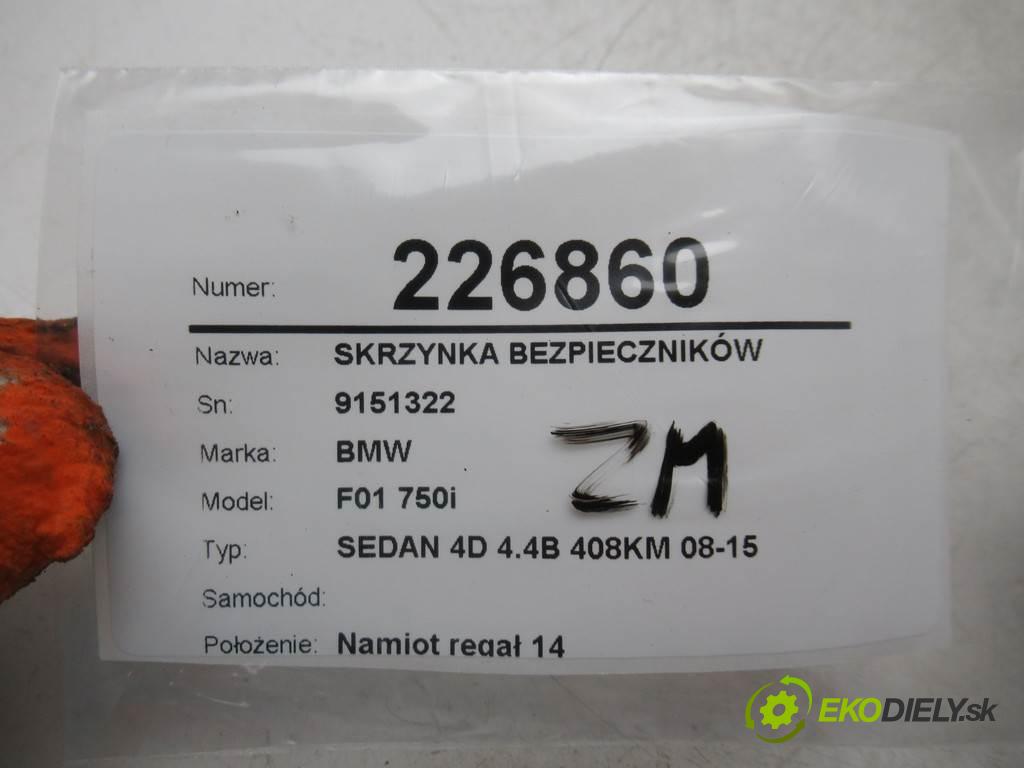 Numer: 226860
Nazwa: SKRZYNKA BEZPIECZNIKÓW
Sn: 9151322
Marka: BMW
ZM
Model: F01 750i
Typ: SEDAN 4D 4.4B 408KM 08-15
Samochód:
Położenie: Namiot regał 14
EKODIELY.sk